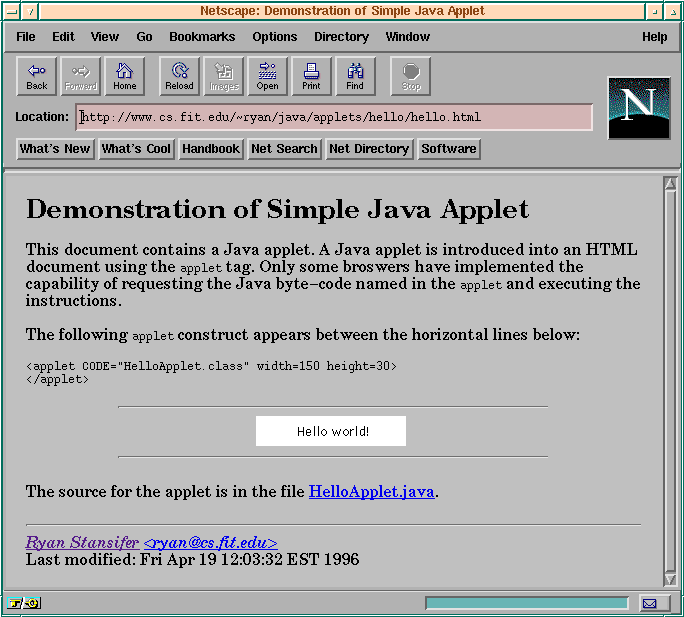 Netscape: Demonstration of Simple Java Applet
File Edit View Go Bookmarks Options Directory Window Help
Back Forward Home Reload Images Open Print Find Stop
N
Location: http://www.cs.fit.edu/~ryan/java/applets/hello/hello.html
What's New What's Cool Handbook Net Search Net Directory Software
Demonstration of Simple Java Applet
This document contains a Java applet. A Java applet is introduced into an HTML
document using the applet tag. Only some broswers have implemented the
capability of requesting the Java byte-code named in the applet and executing the
instructions.
The following applet construct appears between the horizontal lines below:
<applet CODE="HelloApplet.class" width=150 height=30>
</applet>
Hello world!
The source for the applet is in the file HelloApplet.java.
Ryan Stansifer <ryan@cs.fit.edu>
Last modified: Fri Apr 19 12:03:32 EST 1996